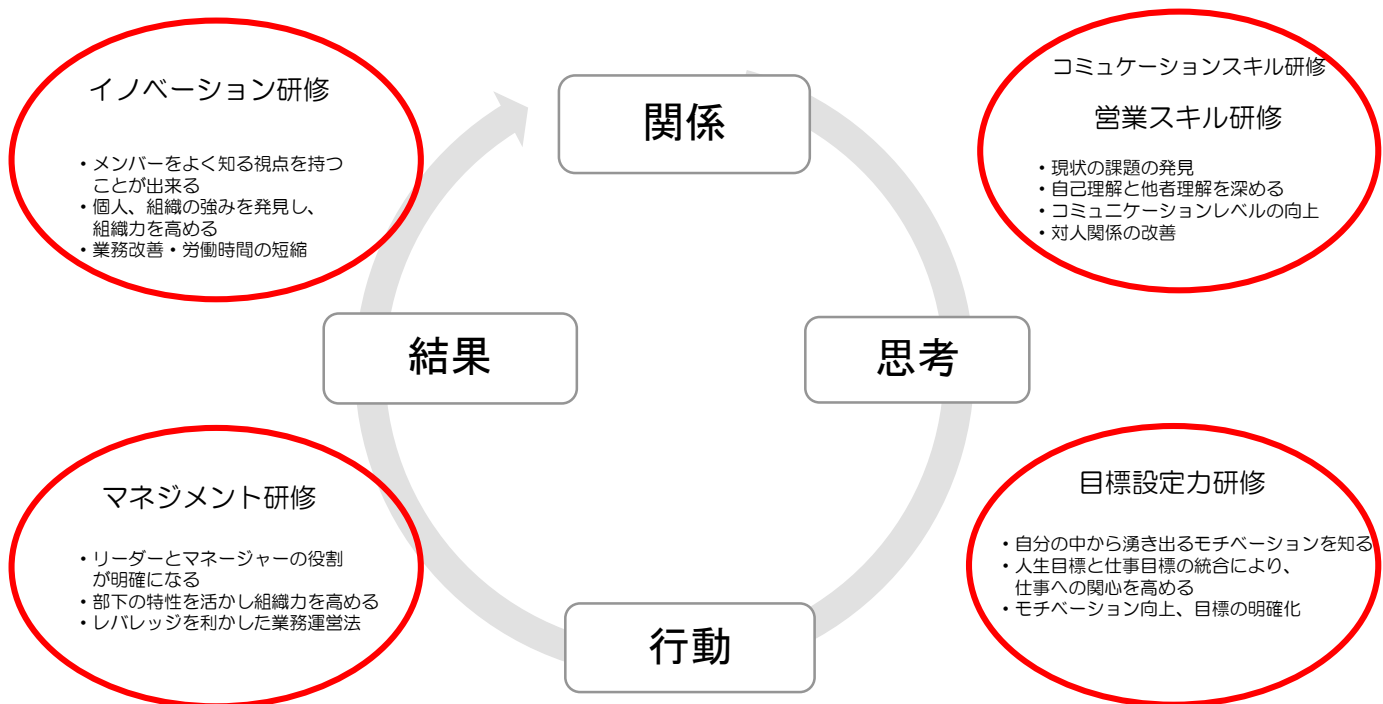 イノベーション研修
・メンバーをよく知る視点を持つ
ことが出来る
・個人、組織の強みを発見し、
組織力を高める
・業務改善・労働時間の短縮
関係
コミュケーションスキル研修
営業スキル研修
・現状の課題の発見
・自己理解と他者理解を深める
・コミュニケーションレベルの向上
・対人関係の改善
結果
思考
マネジメント研修
・リーダーとマネージャーの役割
が明確になる
・部下の特性を活かし組織力を高める
・レバレッジを利かした業務運営法
行動
目標設定力研修
・自分の中から湧き出るモチベーションを知る
・人生目標と仕事目標の統合により、
仕事への関心を高める
・モチベーション向上、目標の明確化